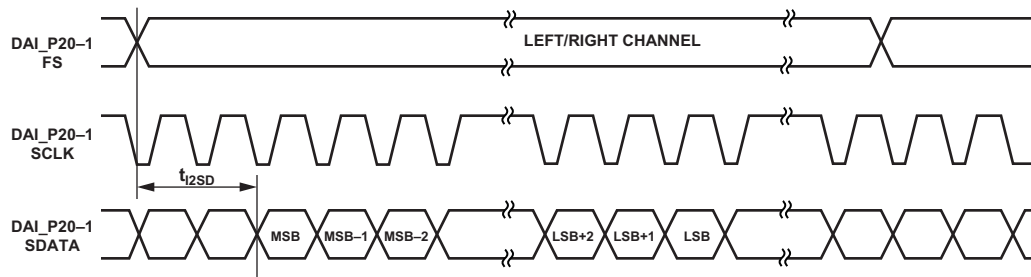 DAI_P20–1
FS
LEFT/RIGHT CHANNEL
DAI_P20–1
SCLK
tI2SD
DAI_P20–1
SDATA
MSB
MSB–1
MSB–2
LSB+2
LSB+1
LSB